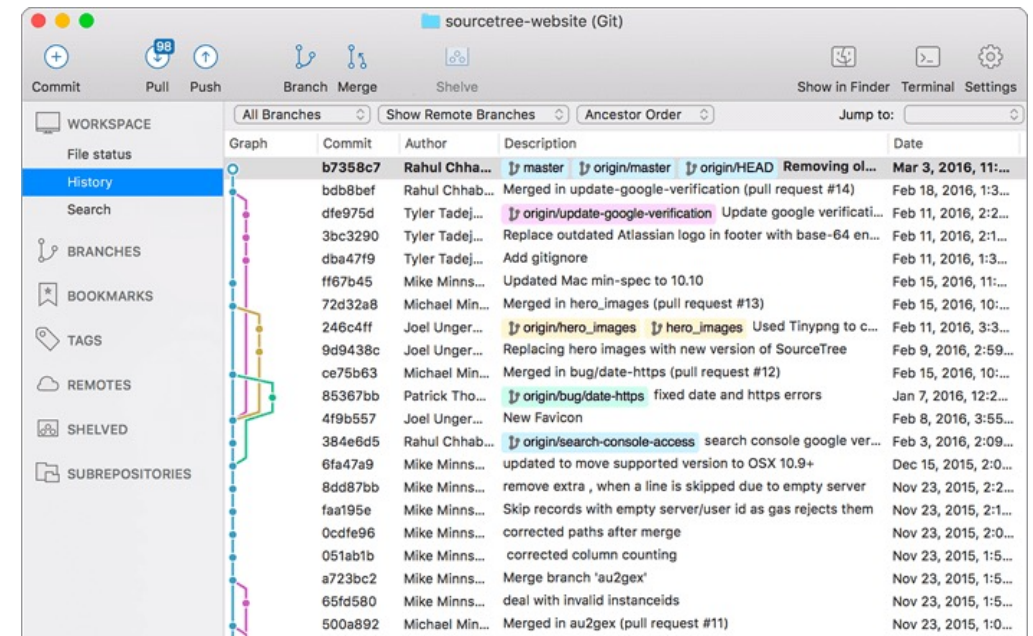 sourcetree-website (Git)
98
Commit Pull Push Branch Merge Shelve Show in Finder Terminal Settings
All Branches Show Remote Branches Ancestor Order Jump to:
WORKSPACE
File status
History
Search
BRANCHES
BOOKMARKS
TAGS
REMOTES
SHELVED
SUBREPOSITORIES
Graph Commit Author Description Date
b7358c7 Rahul Chha... master origin/master origin/HEAD Removing ol... Mar 3, 2016, 11:...
bdb8bef Rahul Chhab... Merged in update-google-verification (pull request #14) Feb 18, 2016, 1:3...
dfe975d Tyler Tadej... origin/update-google-verification Update google verificati... Feb 11, 2016, 2:2...
3bc3290 Tyler Tadej... Replace outdated Atlassian logo in footer with base-64 en... Feb 11, 2016, 2:1...
dba47f9 Tyler Tadej... Add gitignore Feb 11, 2016, 1:3...
ff67b45 Mike Minns... Updated Mac min-spec to 10.10 Feb 15, 2016, 11:...
72d32a8 Michael Min... Merged in hero_images (pull request #13) Feb 15, 2016, 10:...
246c4ff Joel Unger... origin/hero_images hero_images Used Tinypng to c... Feb 11, 2016, 3:3...
9d9438c Joel Unger... Replacing hero images with new version of SourceTree Feb 9, 2016, 2:59...
ce75b63 Michael Min... Merged in bug/date-https (pull request #12) Feb 15, 2016, 10:...
85367bb Patrick Tho... origin/bug/date-https fixed date and https errors Jan 7, 2016, 12:2...
4f9b557 Joel Unger... New Favicon Feb 8, 2016, 3:55...
384e6d5 Rahul Chhab... origin/search-console-access search console google ver... Feb 3, 2016, 2:09...
6fa47a9 Mike Minns... updated to move supported version to OSX 10.9+ Dec 15, 2015, 2:0...
8dd87bb Mike Minns... remove extra , when a line is skipped due to empty server Nov 23, 2015, 2:2...
faa195e Mike Minns... Skip records with empty server/user id as gas rejects them Nov 23, 2015, 2:1...
0cdfe96 Mike Minns... corrected paths after merge Nov 23, 2015, 2:0...
051ab1b Mike Minns... corrected column counting Nov 23, 2015, 1:5...
a723bc2 Mike Minns... Merge branch 'au2gex' Nov 23, 2015, 1:5...
65fd580 Mike Minns... deal with invalid instanceids Nov 23, 2015, 1:5...
500a892 Michael Min... Merged in au2gex (pull request #11) Nov 23, 2015, 1:0...